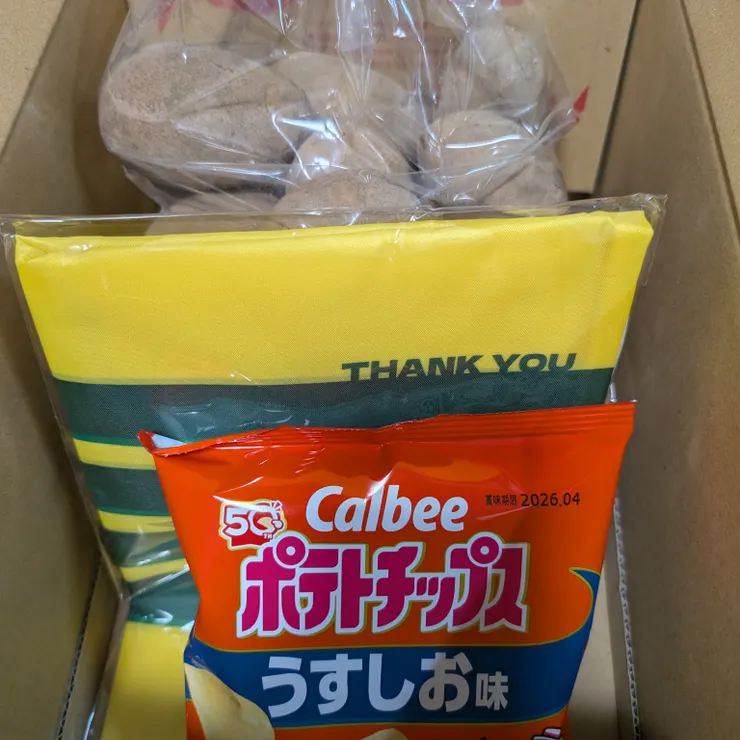 THANK YOU
Calbee
賞味期限 2026.04
50TH
ポテトチップス
うすしお味